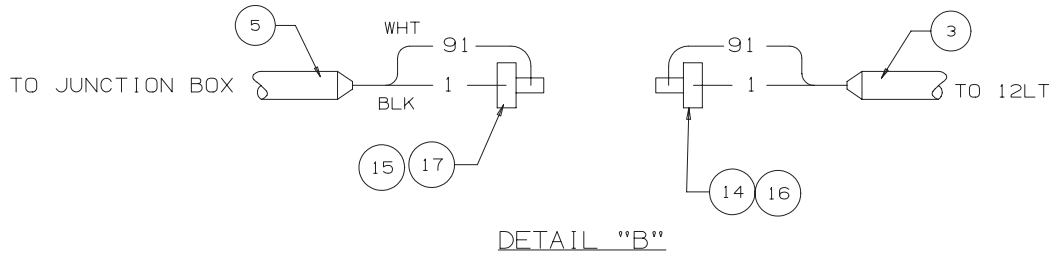 5
WHT
91
TO JUNCTION BOX
1
BLK
15
17
3
91
1
TO 12LT
14
16
DETAIL "B"